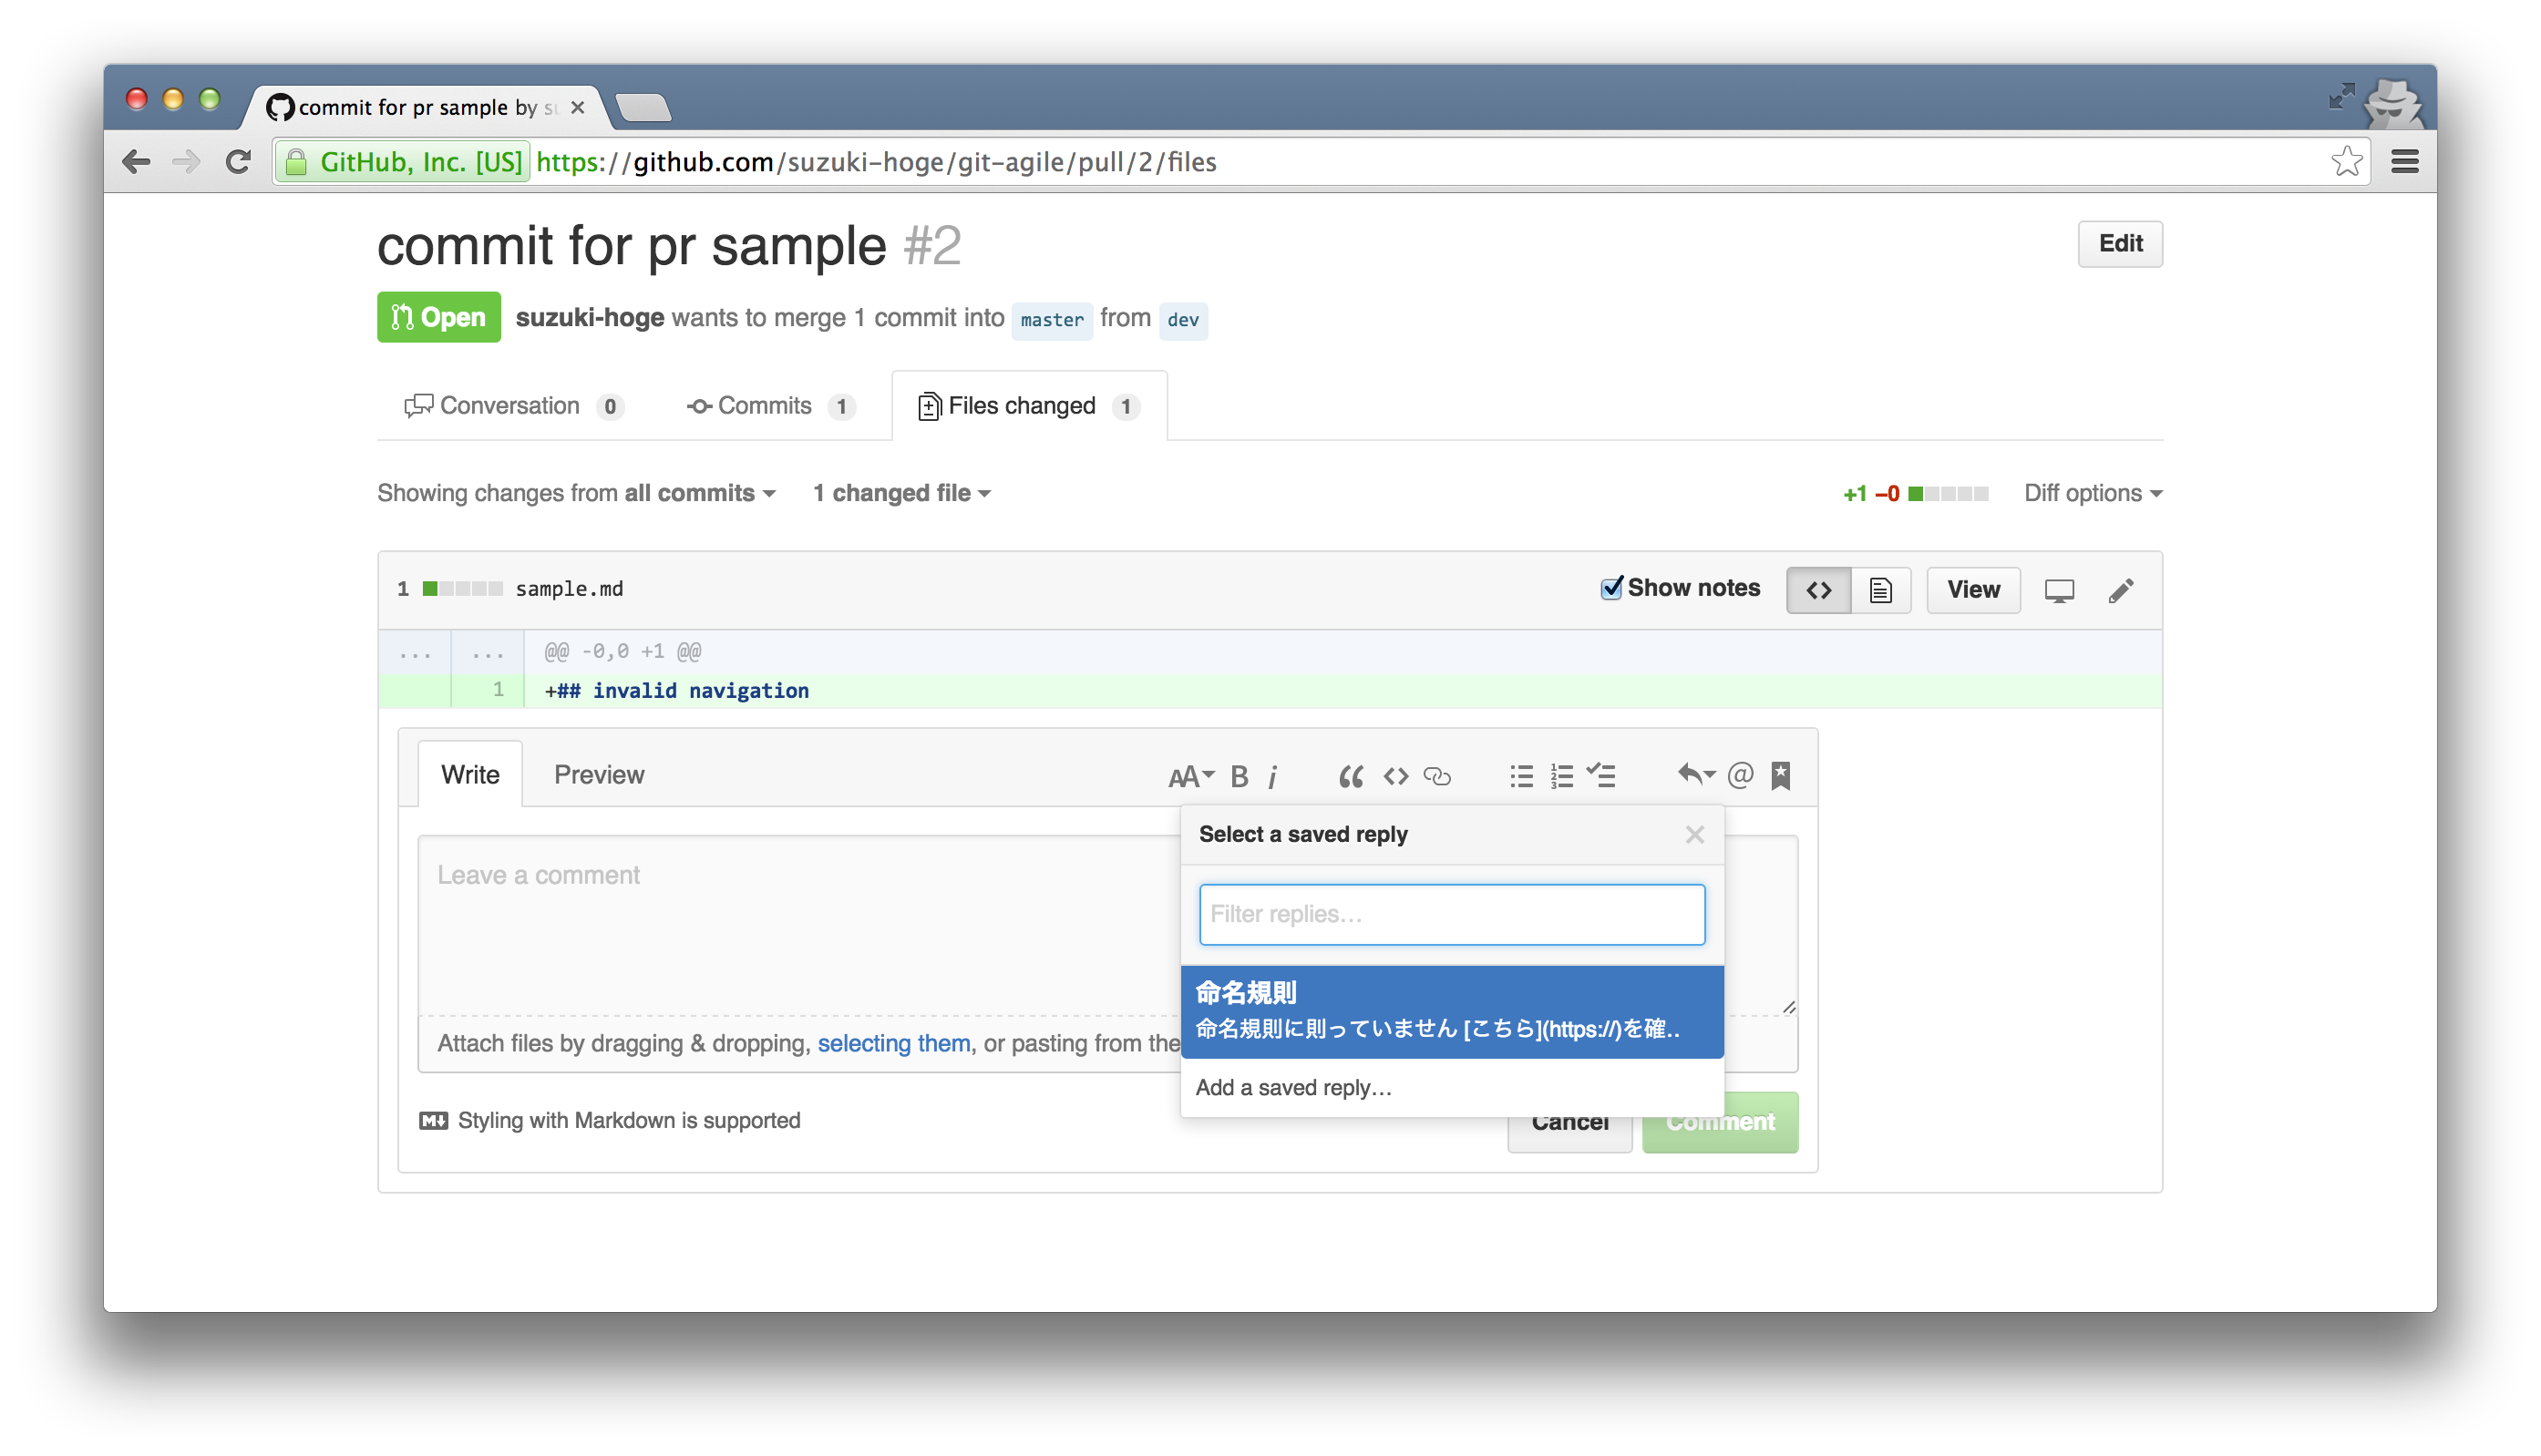 commit for pr sample by su
GitHub, Inc. [US] https://github.com/suzuki-hoge/git-agile/pull/2/files
commit for pr sample #2
Edit
Open suzuki-hoge wants to merge 1 commit into master from dev
Conversation 0 Commits 1 Files changed 1
Showing changes from all commits 1 changed file +1 −0 Diff options
1 sample.md Show notes View
... ... @@ -0,0 +1 @@
1 +## invalid navigation
Write Preview AA B i @
Select a saved reply
Leave a comment
Filter replies…
命名規則
命名規則に則っていません [こちら](https://)を確..
Attach files by dragging & dropping, selecting them, or pasting from the
Add a saved reply…
Styling with Markdown is supported
Cancel Comment